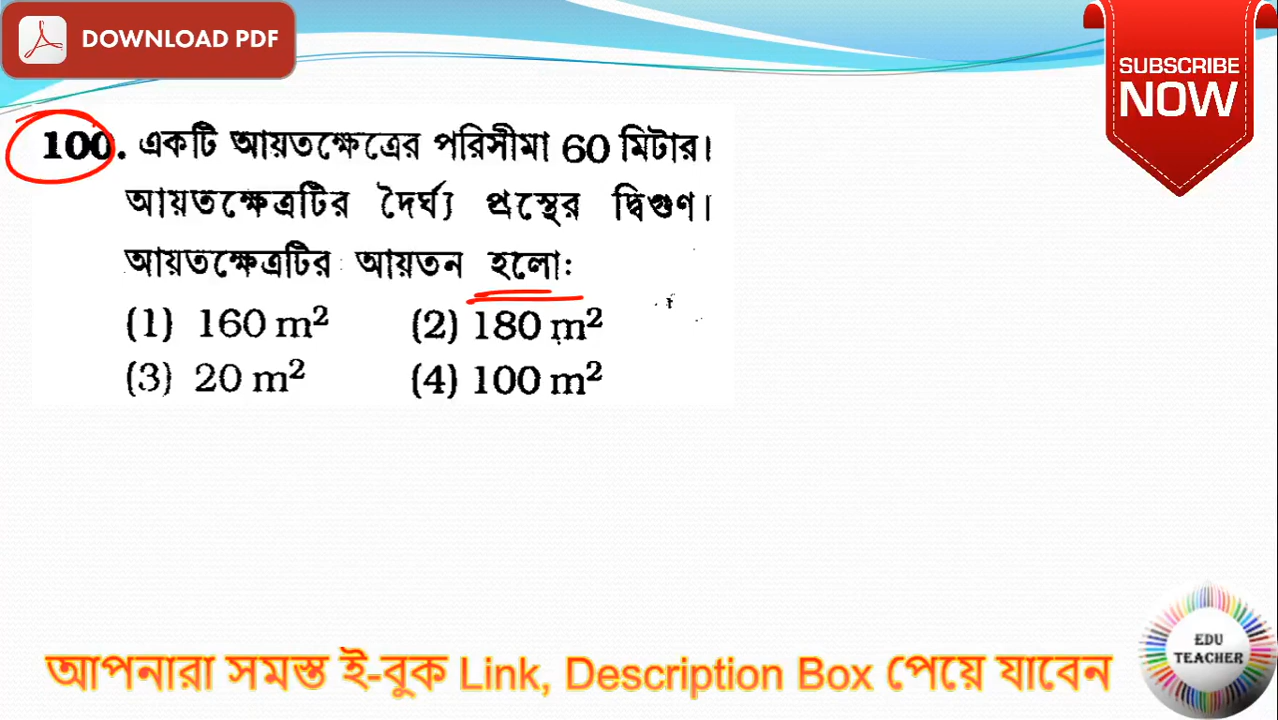 DOWNLOAD PDF
SUBSCRIBE
NOW
100. একটি আয়তক্ষেত্রের পরিসীমা 60 মিটার।
আয়তক্ষেত্রটির দৈর্ঘ্য প্রস্থের দ্বিগুণ।
আয়তক্ষেত্রটির আয়তন হলো:
(1) 160 m² (2) 180 m²
(3) 20 m² (4) 100 m²
EDU
TEACHER
আপনারা সমস্ত ই-বুক Link, Description Box পেয়ে যাবেন